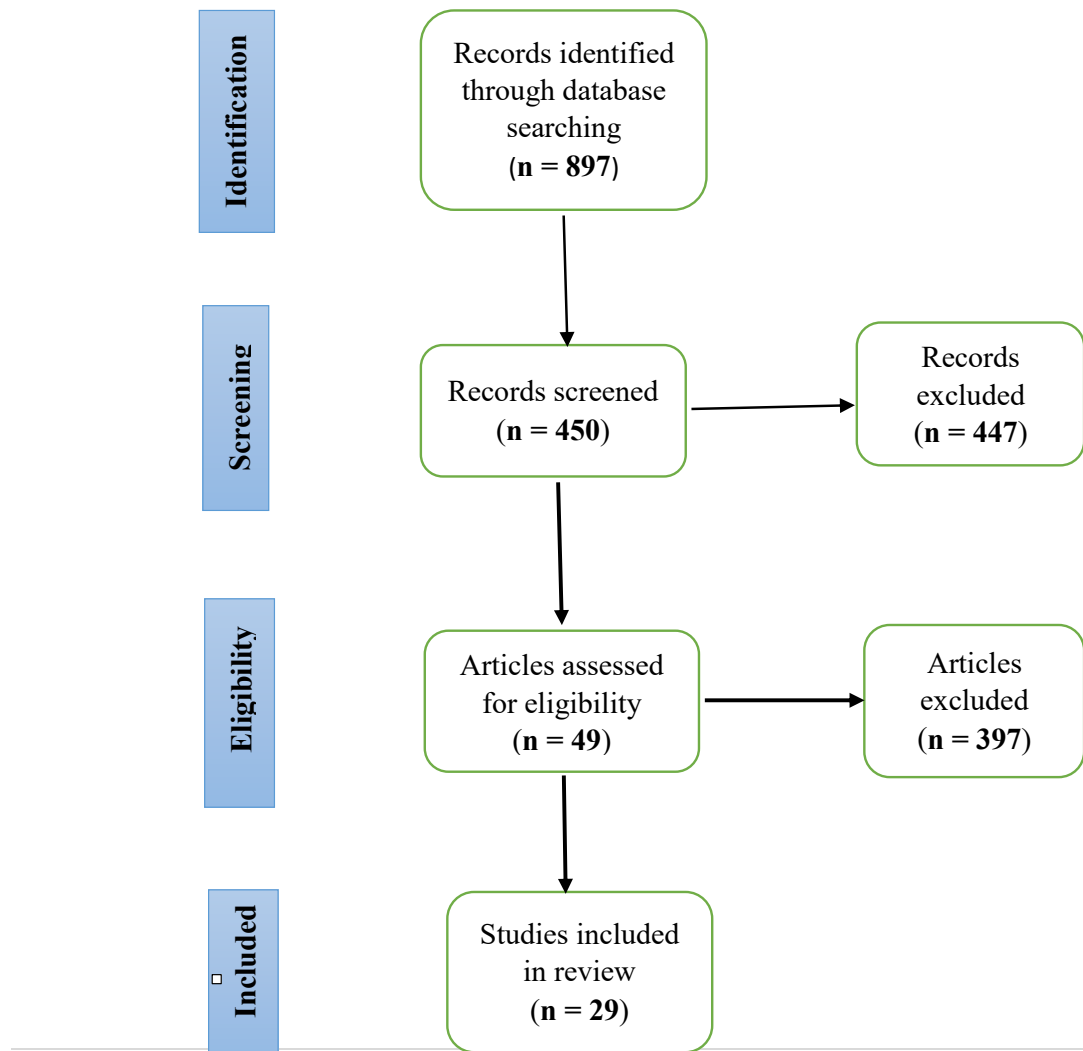 Identification
Records identified
through database
searching
(n = 897)
Screening
Records screened
(n = 450)
Records
excluded
(n = 447)
Eligibility
Articles assessed
for eligibility
(n = 49)
Articles
excluded
(n = 397)
Included
Studies included
in review
(n = 29)